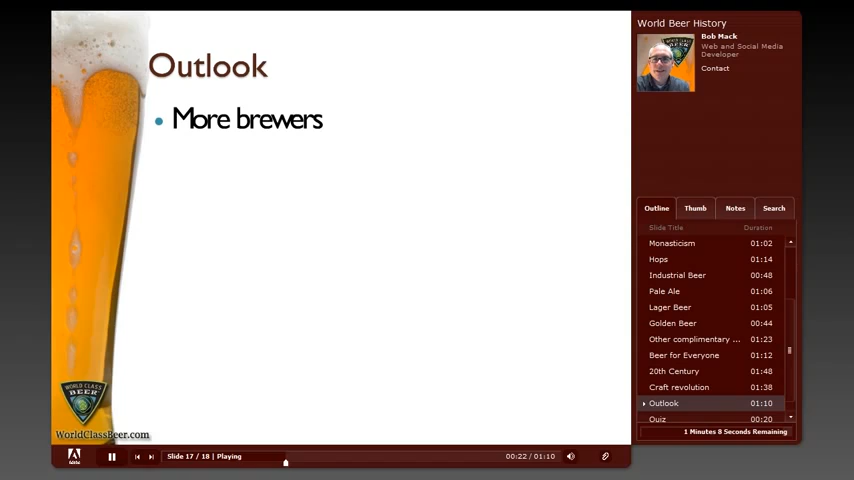 Outlook
• More brewers
WORLD CLASS
BEER
WorldClassBeer.com
World Beer History
Bob Mack
Web and Social Media
Developer
Contact
Outline Thumb Notes Search
Slide Title Duration
Monasticism 01:02
Hops 01:14
Industrial Beer 00:48
Pale Ale 01:06
Lager Beer 01:05
Golden Beer 00:44
Other complimentary ... 01:23
Beer for Everyone 01:12
20th Century 01:48
Craft revolution 01:38
Outlook 01:10
Quiz 00:20
1 Minutes 8 Seconds Remaining
Slide 17 / 18 | Playing 00:22 / 01:10